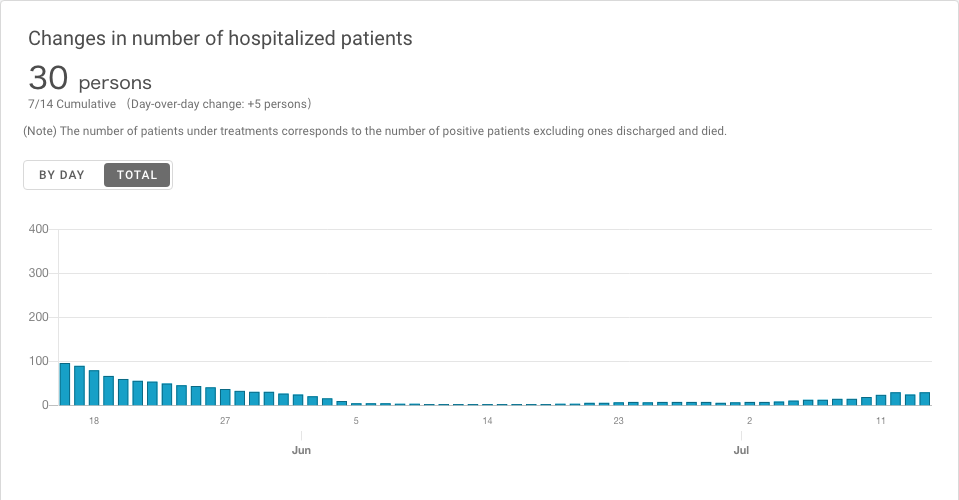 Changes in number of hospitalized patients
30 persons
7/14 Cumulative （Day-over-day change: +5 persons）
(Note) The number of patients under treatments corresponds to the number of positive patients excluding ones discharged and died.
BY DAY TOTAL
400
300
200
100
0
18 27 5 14 23 2 11
Jun Jul